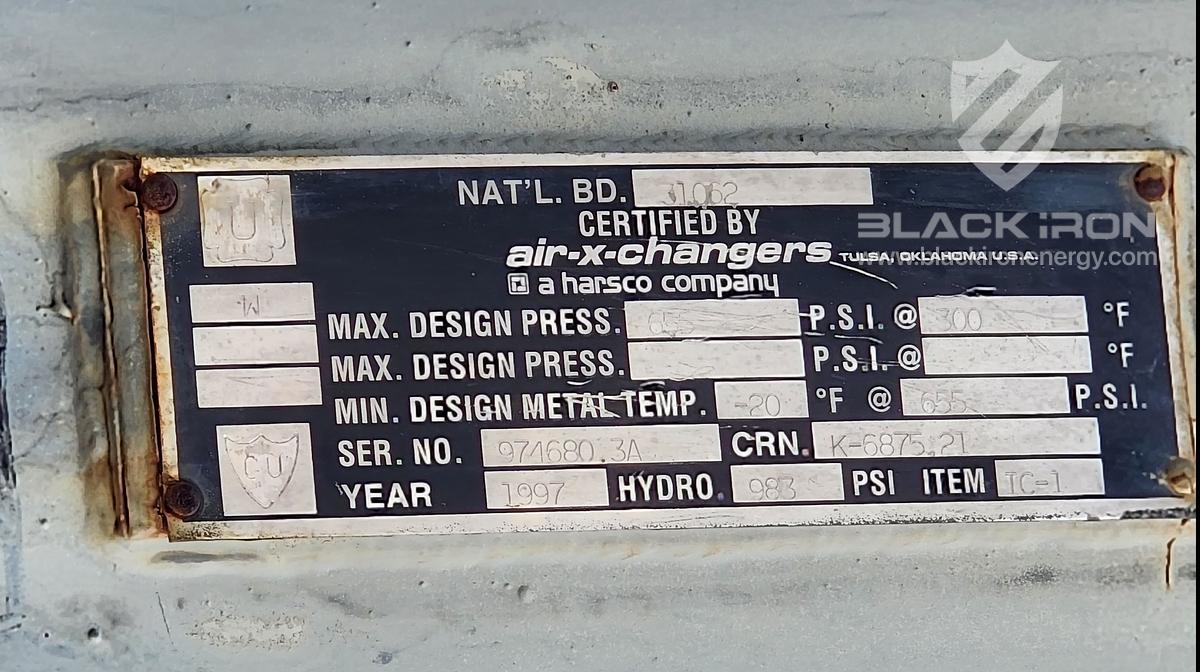 U
NAT'L. BD. 31062
CERTIFIED BY
air-x-changers TULSA, OKLAHOMA U.S.A.
a harsco company
W
MAX. DESIGN PRESS. 655 P.S.I. @ 300 °F
MAX. DESIGN PRESS. P.S.I. @ °F
MIN. DESIGN METAL TEMP. -20 °F @ 655 P.S.I.
SER. NO. 974680.3A CRN. K-6875.21
YEAR 1997 HYDRO. 983 PSI ITEM IC-1
BLACK IRON
www.blackironenergy.com